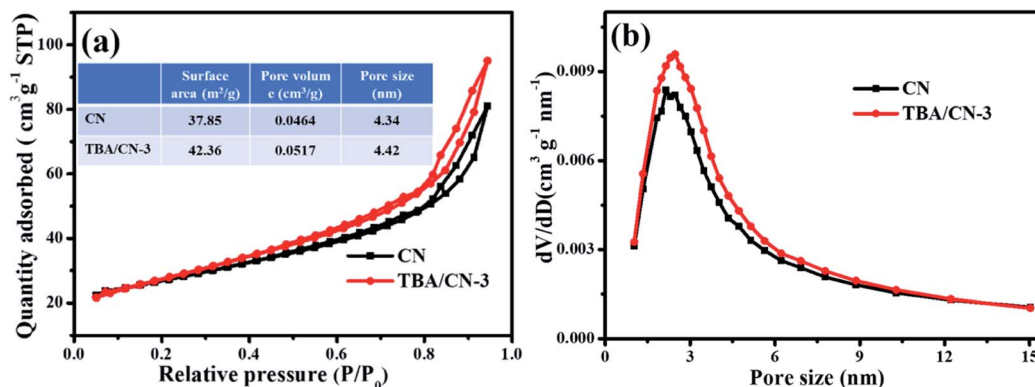 (a)
Quantity adsorbed ( cm³g⁻¹ STP)
100
80
60
40
20
Surface area (m²/g)
Pore volum e (cm³/g)
Pore size (nm)
CN 37.85 0.0464 4.34
TBA/CN-3 42.36 0.0517 4.42
CN
TBA/CN-3
0.0 0.2 0.4 0.6 0.8 1.0
Relative pressure (P/P₀)
(b)
dV/dD(cm³ g⁻¹ nm⁻¹)
0.009
0.006
0.003
0.000
CN
TBA/CN-3
0 3 6 9 12 15
Pore size (nm)